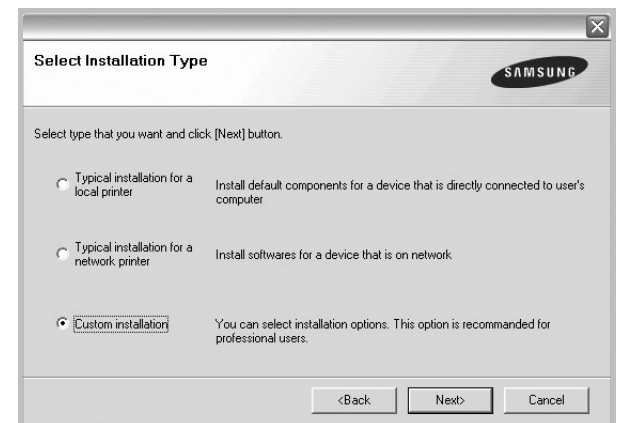 Select Installation Type
SAMSUNG
Select type that you want and click [Next] button.
Typical installation for a
local printer
Install default components for a device that is directly connected to user's
computer
Typical installation for a
network printer
Install softwares for a device that is on network
Custom installation
You can select installation options. This option is recommanded for
professional users.
<Back
Next>
Cancel